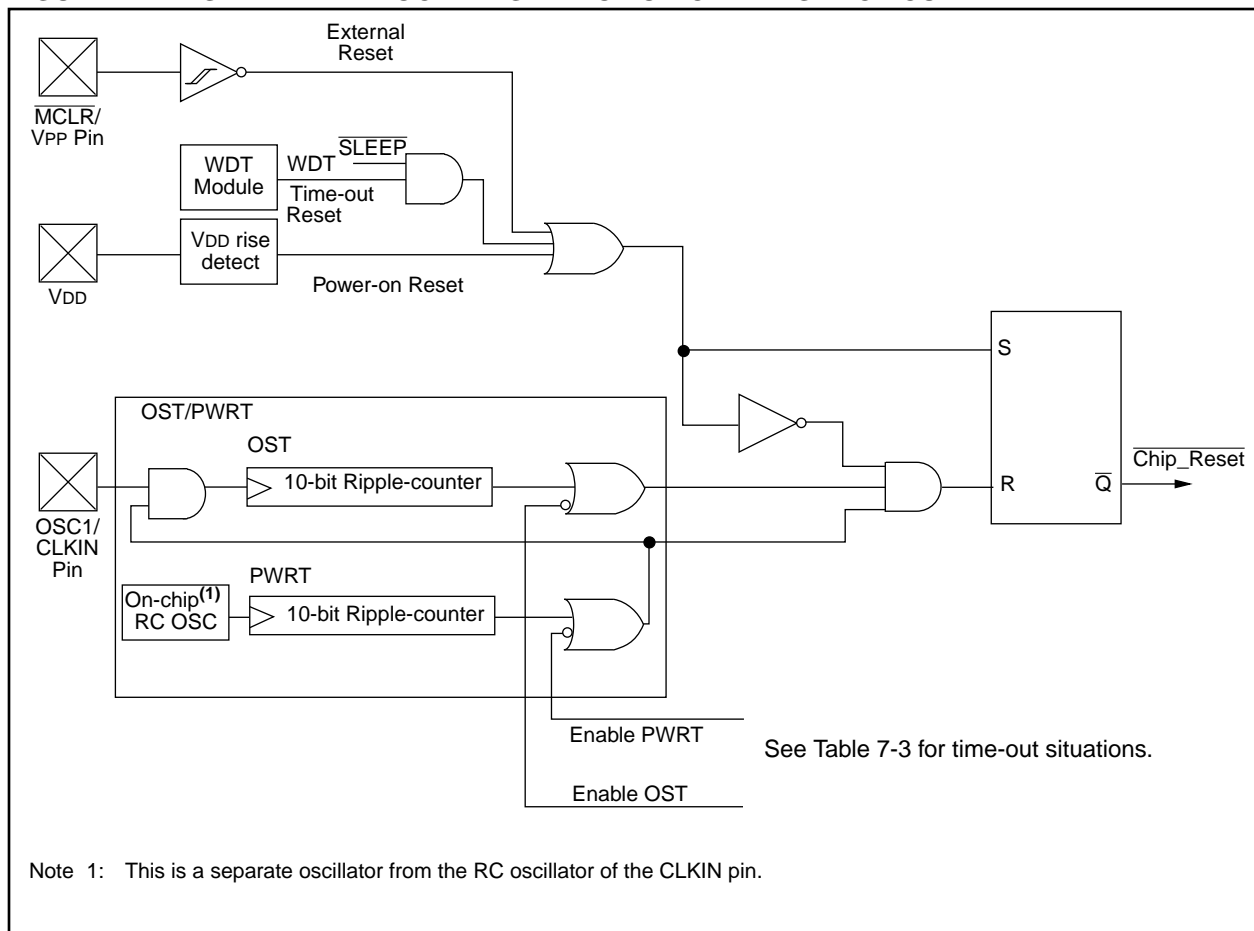 External
Reset
MCLR/
VPP Pin
SLEEP
WDT
Module
WDT
Time-out
Reset
VDD rise
detect
Power-on Reset
VDD
S
OST/PWRT
OST
10-bit Ripple-counter
Chip_Reset
R
Q
OSC1/
CLKIN
Pin
PWRT
On-chip(1)
RC OSC
10-bit Ripple-counter
Enable PWRT
See Table 7-3 for time-out situations.
Enable OST
Note 1: This is a separate oscillator from the RC oscillator of the CLKIN pin.